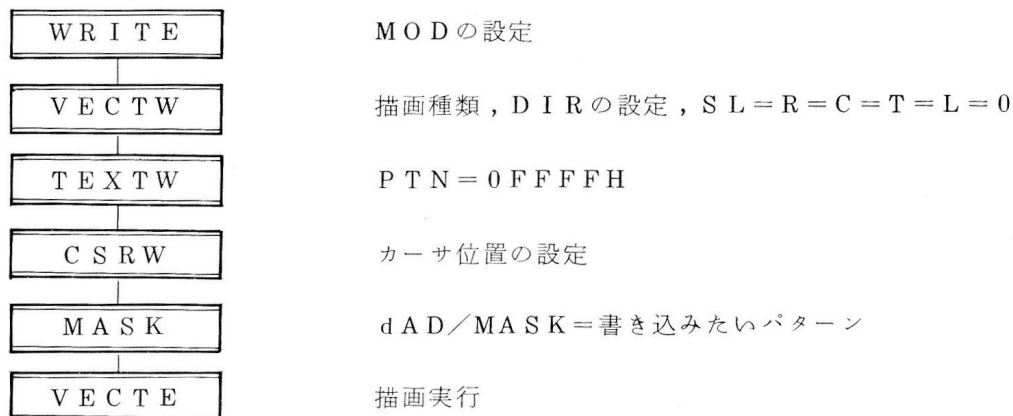 WRITE MODの設定
VECTW 描画種類,DIRの設定,SL=R=C=T=L=0
TEXTW PTN=0FFFFH
CSRW カーサ位置の設定
MASK dAD/MASK=書き込みたいパターン
VECTE 描画実行